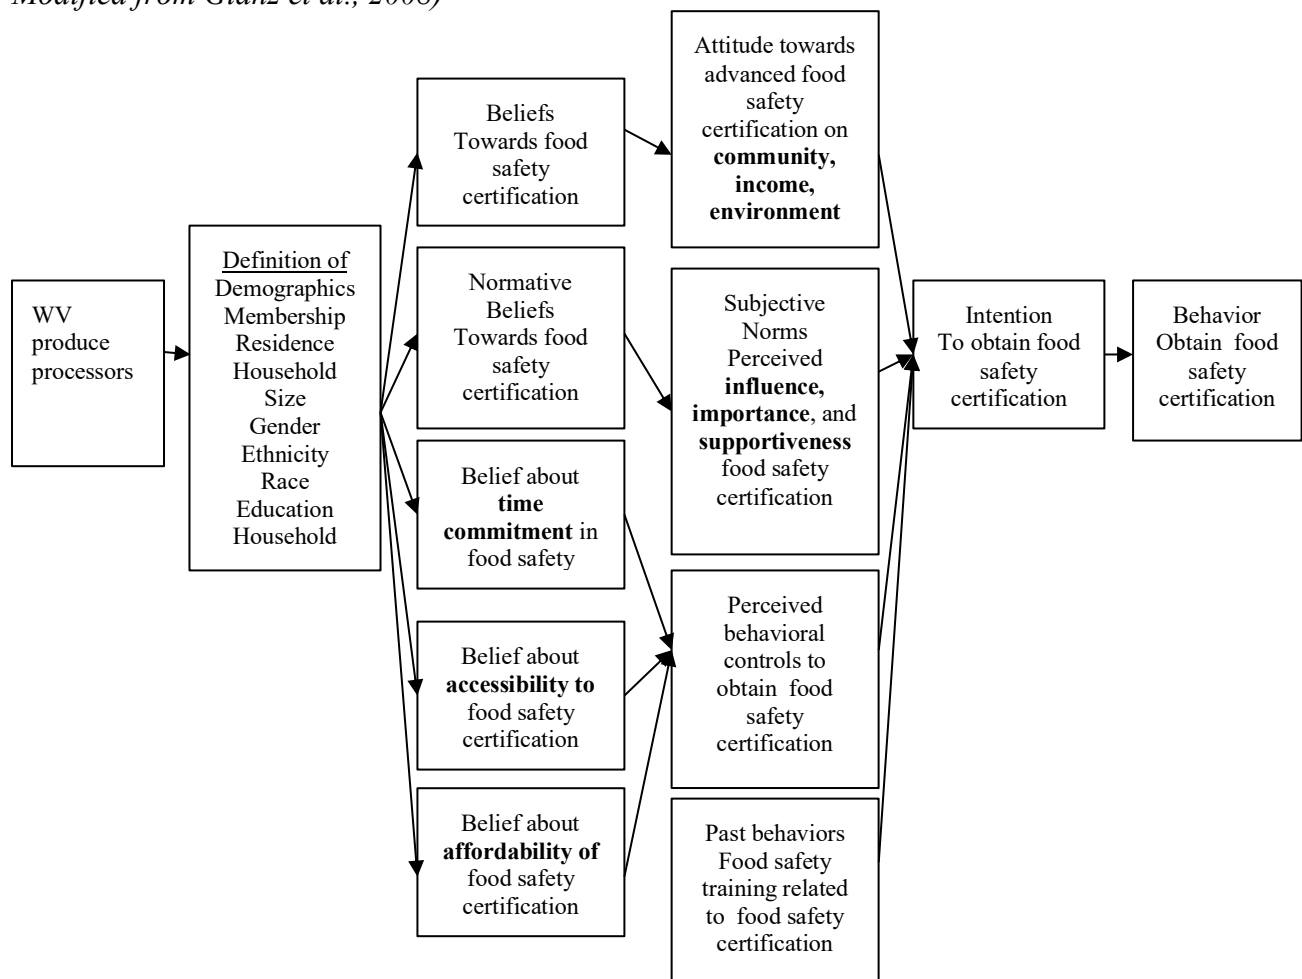 Modified from Glanz et al., 2008)
WV
produce
processors
Definition of
Demographics
Membership
Residence
Household
Size
Gender
Ethnicity
Race
Education
Household
Beliefs
Towards food
safety
certification
Normative
Beliefs
Towards food
safety
certification
Belief about
time
commitment in
food safety
Belief about
accessibility to
food safety
certification
Belief about
affordability of
food safety
certification
Attitude towards
advanced food
safety
certification on
community,
income,
environment
Subjective
Norms
Perceived
influence,
importance, and
supportiveness
food safety
certification
Perceived
behavioral
controls to
obtain food
safety
certification
Past behaviors
Food safety
training related
to food safety
certification
Intention
To obtain food
safety
certification
Behavior
Obtain food
safety
certification